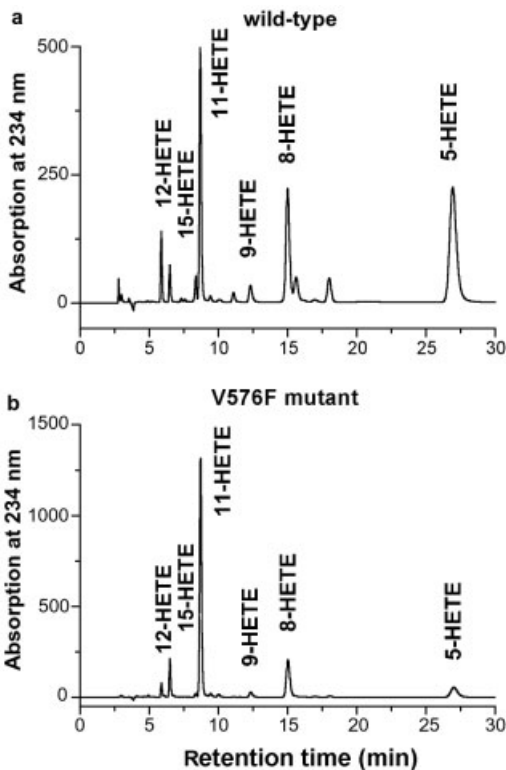 a
wild-type
Absorption at 234 nm
500
250
0
12-HETE
15-HETE
11-HETE
9-HETE
8-HETE
5-HETE
0 5 10 15 20 25 30
b
V576F mutant
Absorption at 234 nm
1500
1000
500
0
12-HETE
15-HETE
11-HETE
9-HETE
8-HETE
5-HETE
0 5 10 15 20 25 30
Retention time (min)